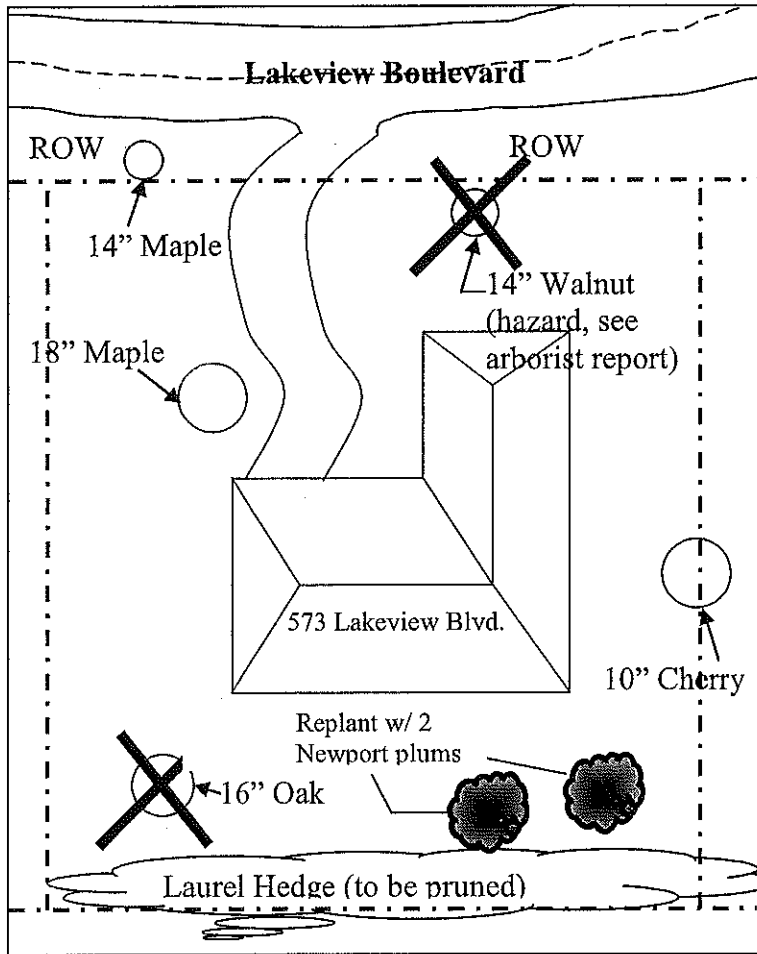 Lakeview Boulevard
ROW
ROW
14” Maple
14” Walnut
(hazard, see
arborist report)
18” Maple
573 Lakeview Blvd.
10” Cherry
Replant w/ 2
Newport plums
16” Oak
Laurel Hedge (to be pruned)